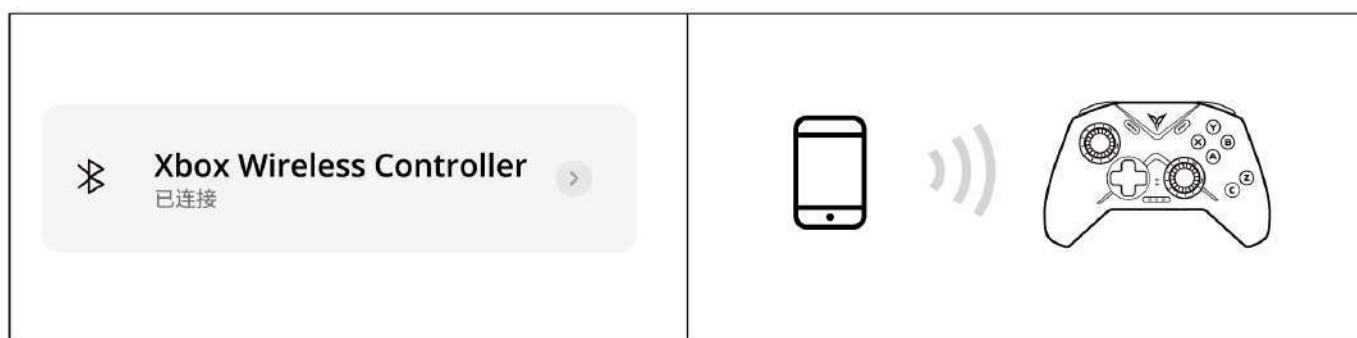 Xbox Wireless Controller
已连接
Y
X
B
A
Z
C